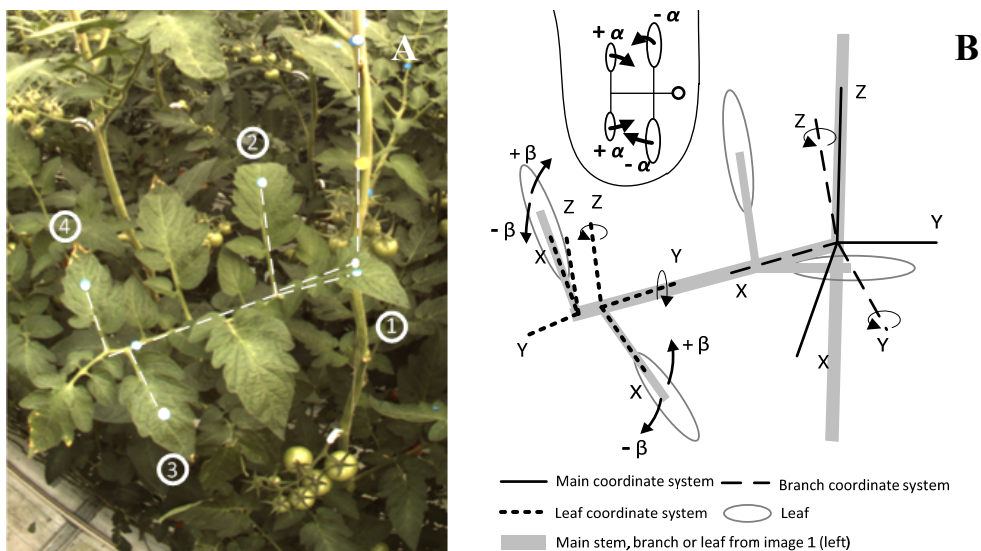 A
②
④
①
③
B
- α
+ α
+ α
- α
Z
Z
+ β
Z
Z
- β
X
Y
Y
X
Y
Y
X
+ β
X
- β
Main coordinate system
Branch coordinate system
Leaf coordinate system
Leaf
Main stem, branch or leaf from image 1 (left)